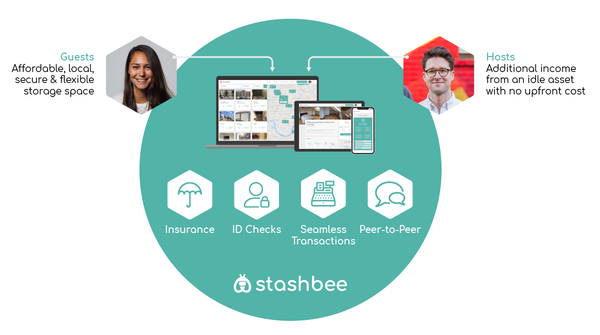 Guests
Affordable, local,
secure & flexible
storage space
Hosts
Additional income
from an idle asset
with no upfront cost
Insurance
ID Checks
Seamless
Transactions
Peer-to-Peer
stashbee